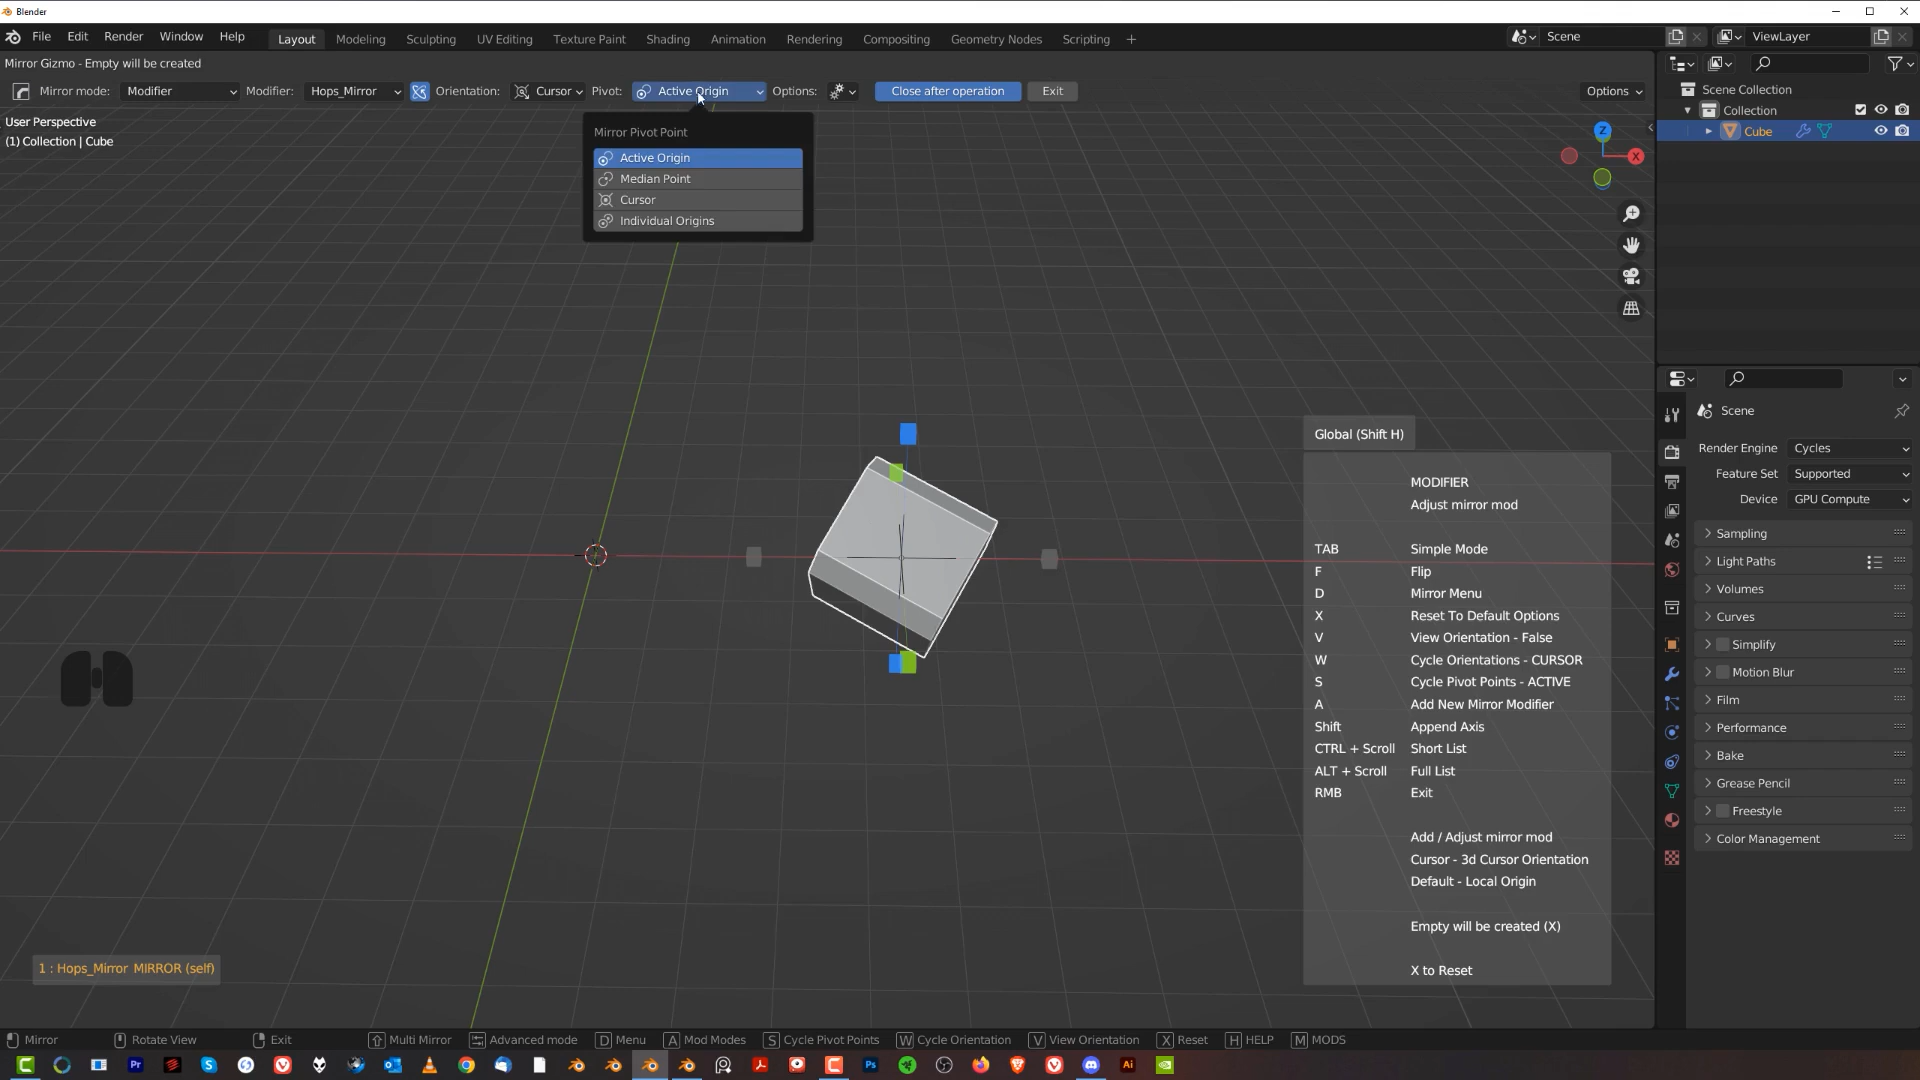 Blender
File Edit Render Window Help Layout Modeling Sculpting UV Editing Texture Paint Shading Animation Rendering Compositing Geometry Nodes Scripting + Scene ViewLayer
Mirror Gizmo - Empty will be created
Mirror mode: Modifier Modifier: Hops_Mirror Orientation: Cursor Pivot: Active Origin Options: Close after operation Exit Options
User Perspective
(1) Collection | Cube
Mirror Pivot Point
Active Origin
Median Point
Cursor
Individual Origins
Z
X
Scene Collection
Collection
Cube
Global (Shift H)
MODIFIER
Adjust mirror mod
TAB Simple Mode
F Flip
D Mirror Menu
X Reset To Default Options
V View Orientation - False
W Cycle Orientations - CURSOR
S Cycle Pivot Points - ACTIVE
A Add New Mirror Modifier
Shift Append Axis
CTRL + Scroll Short List
ALT + Scroll Full List
RMB Exit
Add / Adjust mirror mod
Cursor - 3d Cursor Orientation
Default - Local Origin
Empty will be created (X)
X to Reset
Scene
Render Engine Cycles
Feature Set Supported
Device GPU Compute
Sampling
Light Paths
Volumes
Curves
Simplify
Motion Blur
Film
Performance
Bake
Grease Pencil
Freestyle
Color Management
1 : Hops_Mirror MIRROR (self)
Mirror Rotate View Exit Multi Mirror Advanced mode D Menu A Mod Modes S Cycle Pivot Points W Cycle Orientation V View Orientation X Reset H HELP M MODS
Pr S Ps Ai